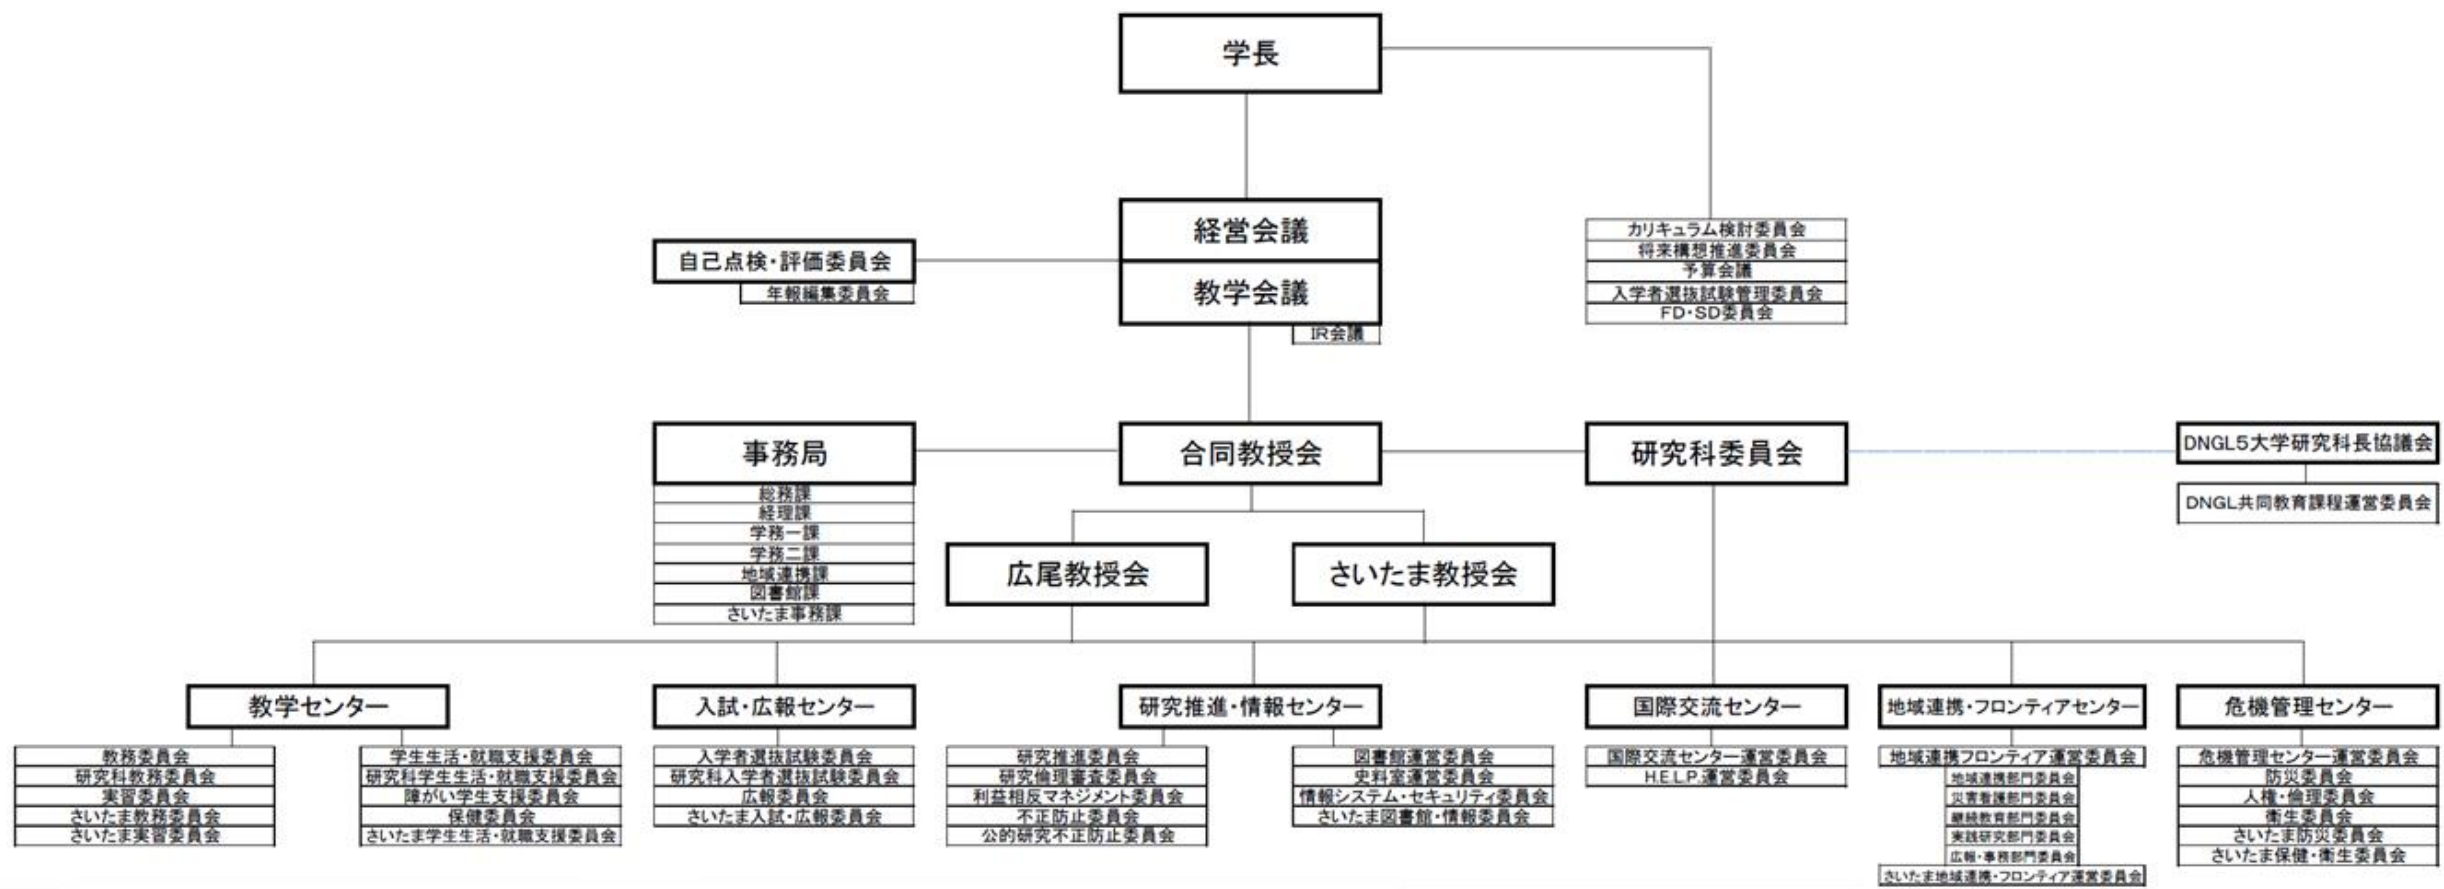 学長
経営会議
教学会議
IR会議
自己点検・評価委員会
年報編集委員会
カリキュラム検討委員会
将来構想推進委員会
予算会議
入学者選抜試験管理委員会
FD・SD委員会
事務局
総務課
経理課
学務一課
学務二課
地域連携課
図書館課
さいたま事務課
合同教授会
研究科委員会
DNGL5大学研究科長協議会
DNGL共同教育課程運営委員会
広尾教授会
さいたま教授会
教学センター
教務委員会
研究科教務委員会
実習委員会
さいたま教務委員会
さいたま実習委員会
学生生活・就職支援委員会
研究科学生生活・就職支援委員会
障がい学生支援委員会
保健委員会
さいたま学生生活・就職支援委員会
入試・広報センター
入学者選抜試験委員会
研究科入学者選抜試験委員会
広報委員会
さいたま入試・広報委員会
研究推進・情報センター
研究推進委員会
研究倫理審査委員会
利益相反マネジメント委員会
不正防止委員会
公的研究不正防止委員会
図書館運営委員会
史料室運営委員会
情報システム・セキュリティ委員会
さいたま図書館・情報委員会
国際交流センター
国際交流センター運営委員会
H.E.L.P.運営委員会
地域連携・フロンティアセンター
地域連携フロンティア運営委員会
地域連携部門委員会
災害看護部門委員会
継続教育部門委員会
実践研究部門委員会
広報・事務部門委員会
さいたま地域連携・フロンティア運営委員会
危機管理センター
危機管理センター運営委員会
防災委員会
人権・倫理委員会
衛生委員会
さいたま防災委員会
さいたま保健・衛生委員会